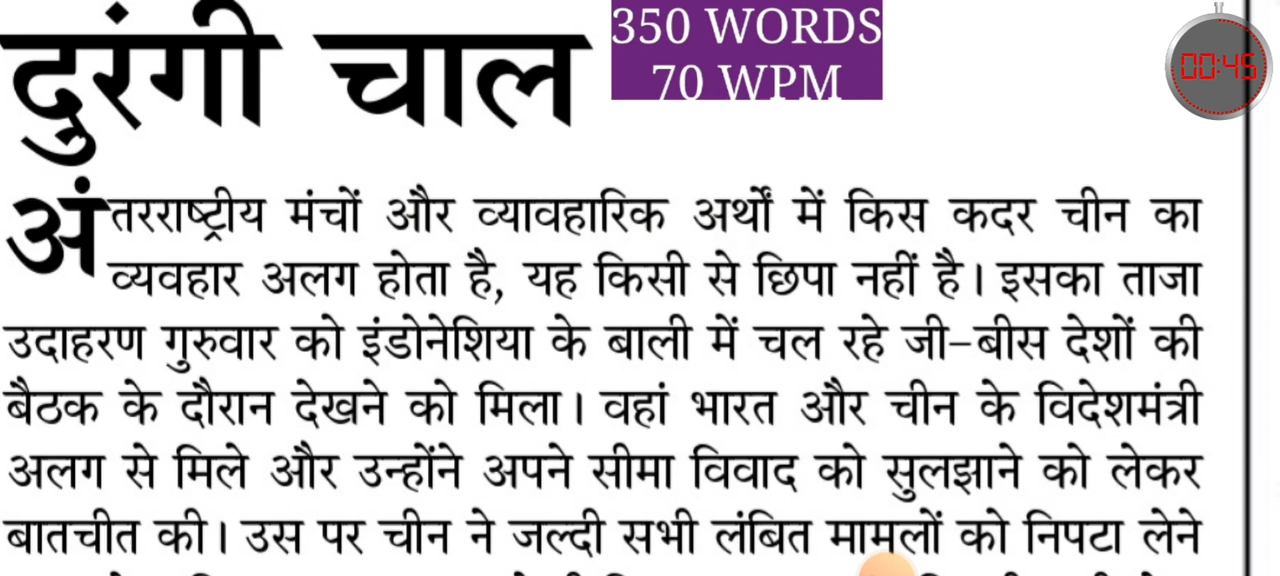 दुरंगी चाल
350 WORDS
70 WPM
00:45
अंतरराष्ट्रीय मंचों और व्यावहारिक अर्थों में किस कदर चीन का
व्यवहार अलग होता है, यह किसी से छिपा नहीं है। इसका ताजा
उदाहरण गुरुवार को इंडोनेशिया के बाली में चल रहे जी-बीस देशों की
बैठक के दौरान देखने को मिला। वहां भारत और चीन के विदेशमंत्री
अलग से मिले और उन्होंने अपने सीमा विवाद को सुलझाने को लेकर
बातचीत की। उस पर चीन ने जल्दी सभी लंबित मामलों को निपटा लेने